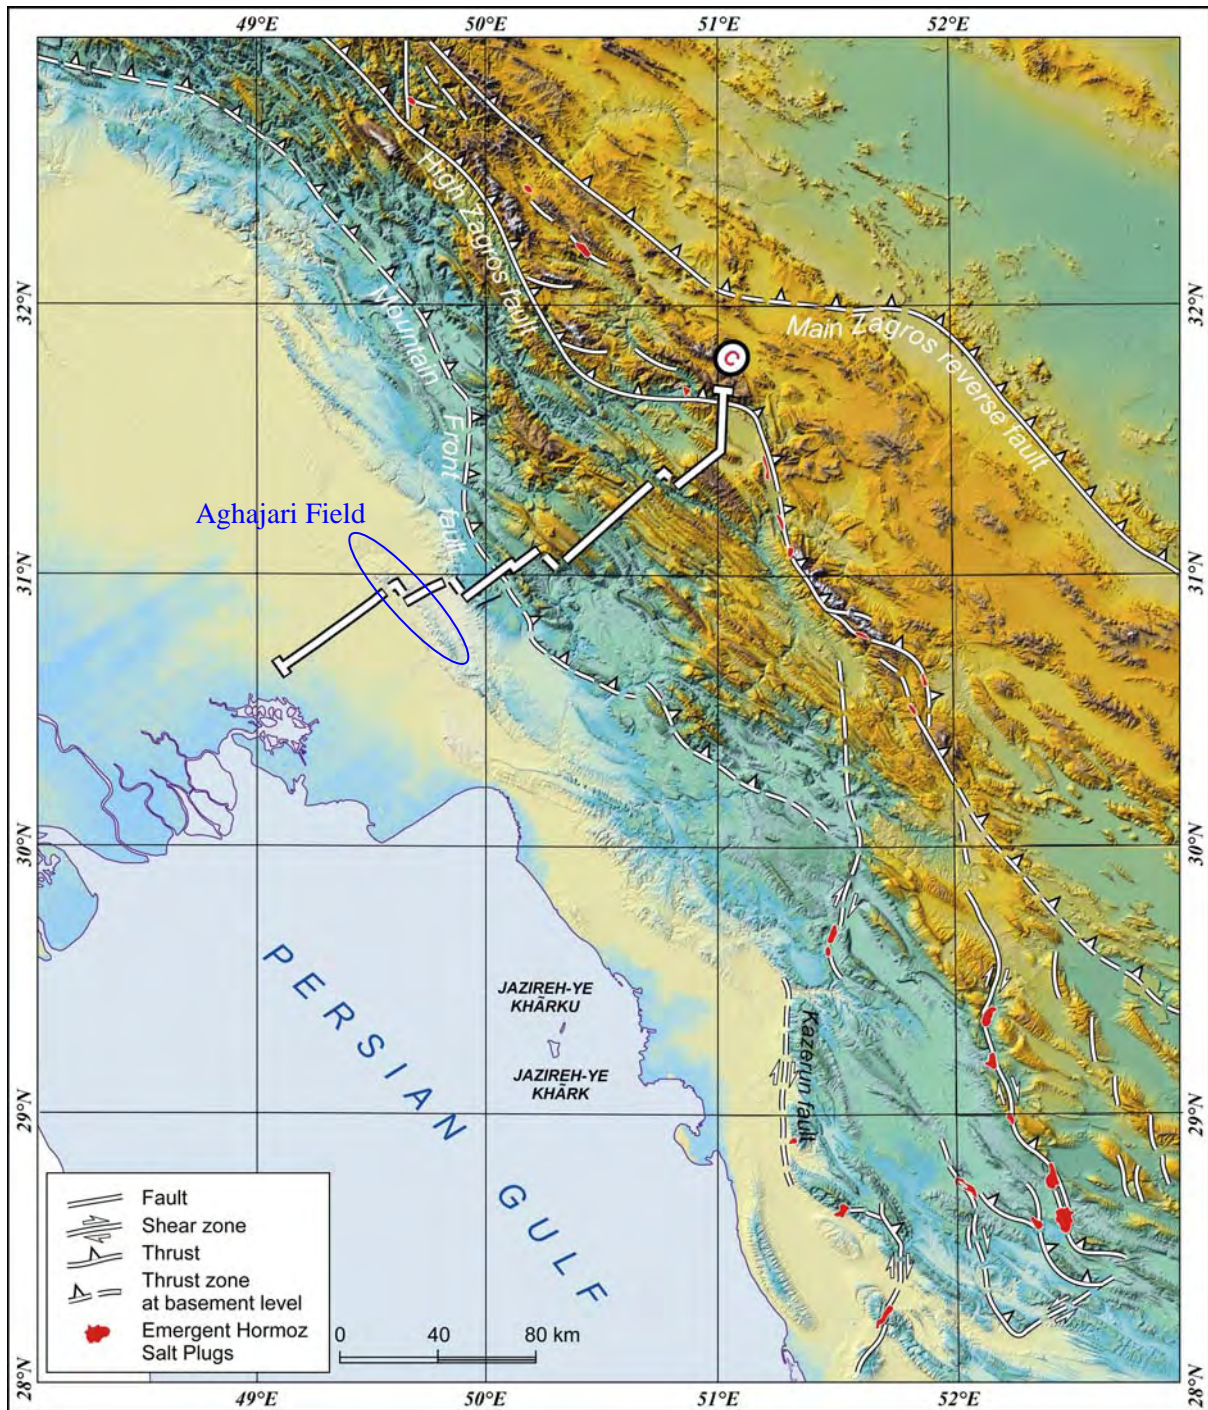 49°E 50°E 51°E 52°E
High Zagros fault
32°N 32°N
Mountain Front fault
Main Zagros reverse fault
C
Aghajari Field
31°N 31°N
30°N 30°N
PERSIAN GULF
JAZIREH-YE
KHĀRKU
JAZIREH-YE
KHĀRK
Kazerun fault
29°N 29°N
Fault
Shear zone
Thrust
Thrust zone
at basement level
Emergent Hormoz
Salt Plugs
0 40 80 km
28°N 28°N
49°E 50°E 51°E 52°E